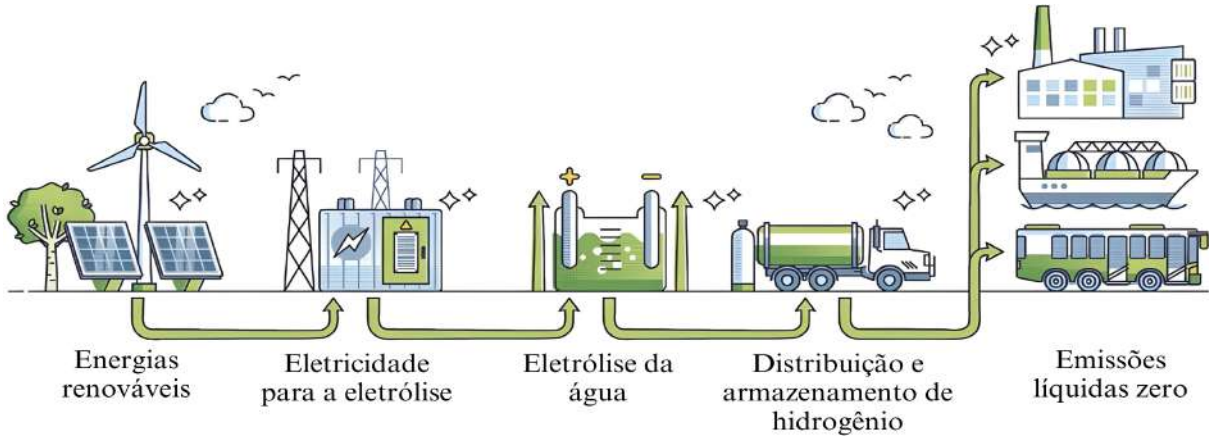 Energias
renováveis
Eletricidade
para a eletrólise
Eletrólise da
água
Distribuição e
armazenamento de
hidrogênio
Emissões
líquidas zero